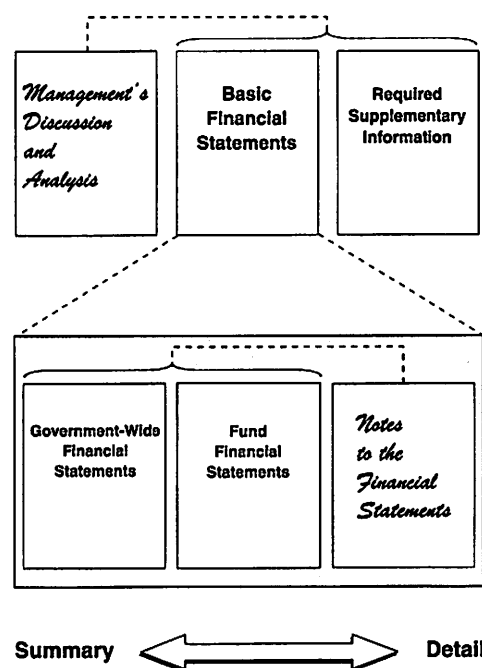 Management's
Discussion
and
Analysis
Basic
Financial
Statements
Required
Supplementary
Information
Government-Wide
Financial
Statements
Fund
Financial
Statements
Notes
to the
Financial
Statements
Summary
Detail